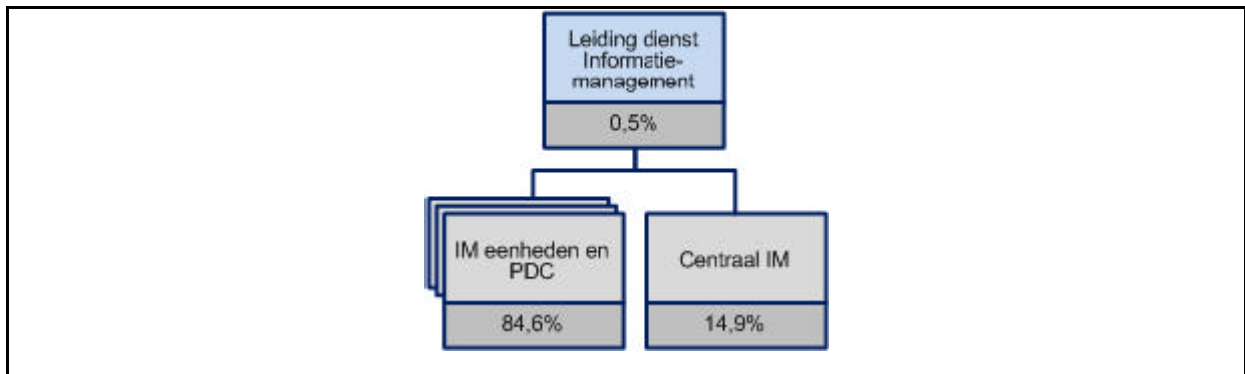 Leiding dienst
Informatie-
management
0,5%
IM eenheden en
PDC
84,6%
Centraal IM
14,9%